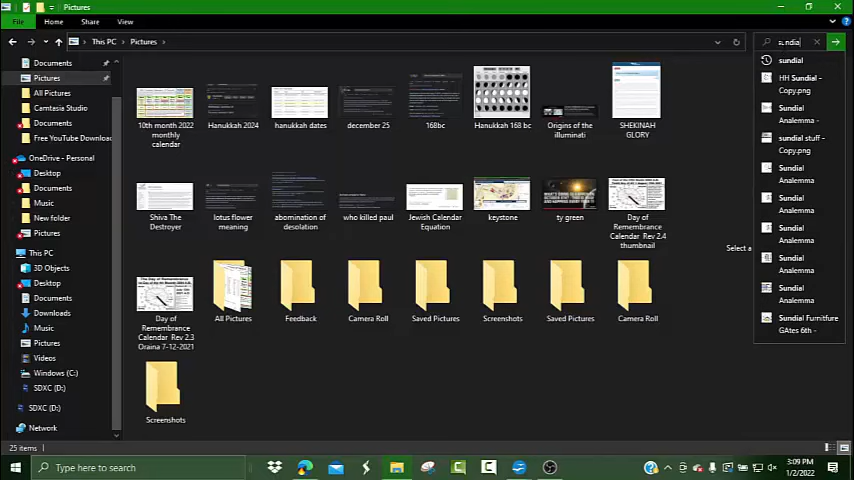 Pictures
File
Home
Share
View
This PC
Pictures
Documents
Pictures
All Pictures
Camtasia Studio
Documents
Free YouTube Downloa
OneDrive - Personal
Desktop
Documents
Music
New folder
Pictures
This PC
3D Objects
Desktop
Documents
Downloads
Music
Pictures
Videos
Windows (C:)
SDXC (D:)
SDXC (D:)
Network
10th month 2022
monthly
calendar
Hanukkah 2024
hanukkah dates
december 25
168bc
Hanukkah 168 bc
Origins of the
illuminati
SHEKINAH
GLORY
Shiva The
Destroyer
lotus flower
meaning
abomination of
desolation
who killed paul
Jewish Calendar
Equation
keystone
ty green
Day of
Remembrance
Calendar Rev 2.4
thumbnail
Day of
Remembrance
Calendar Rev 2.3
Oraina 7-12-2021
All Pictures
Feedback
Camera Roll
Saved Pictures
Screenshots
Saved Pictures
Camera Roll
Screenshots
Select a
sundial
HH Sundial -
Copy.png
Sundial
Analemma -
sundial stuff -
Copy.png
Sundial
Analemma
Sundial
Analemma
Sundial
Analemma
Sundial
Analemma
Sundial
Analemma
Sundial Furniture
GAtes 6th -
25 items
Type here to search
3:09 PM
1/2/2022